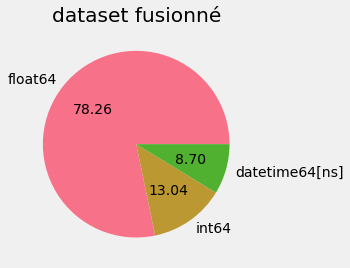 dataset fusionné
float64
78.26
8.70
datetime64[ns]
13.04
int64